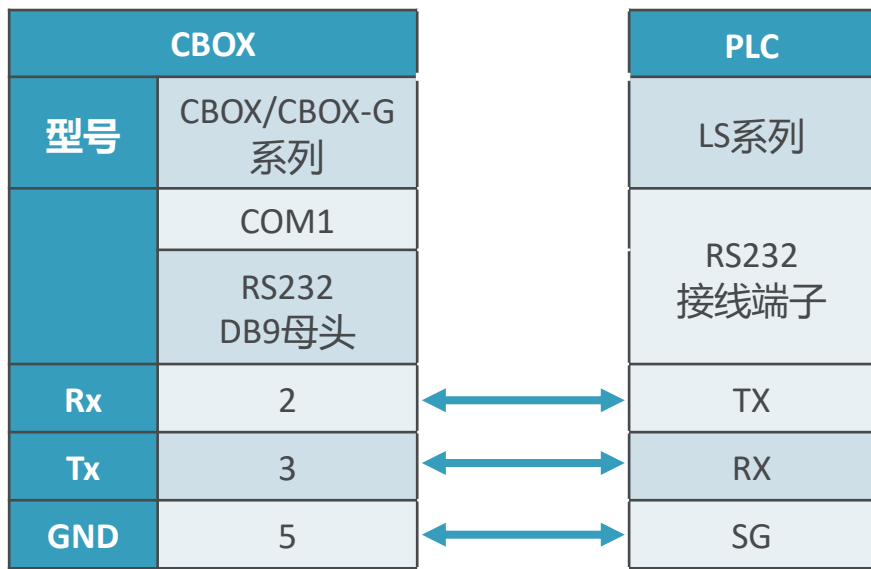 CBOX
PLC
型号
CBOX/CBOX-G
系列
LS系列
COM1
RS232
DB9母头
RS232
接线端子
Rx
2
TX
Tx
3
RX
GND
5
SG